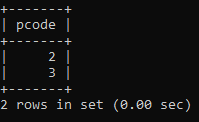 +-------+
| pcode |
+-------+
|     2 |
|     3 |
+-------+
2 rows in set (0.00 sec)